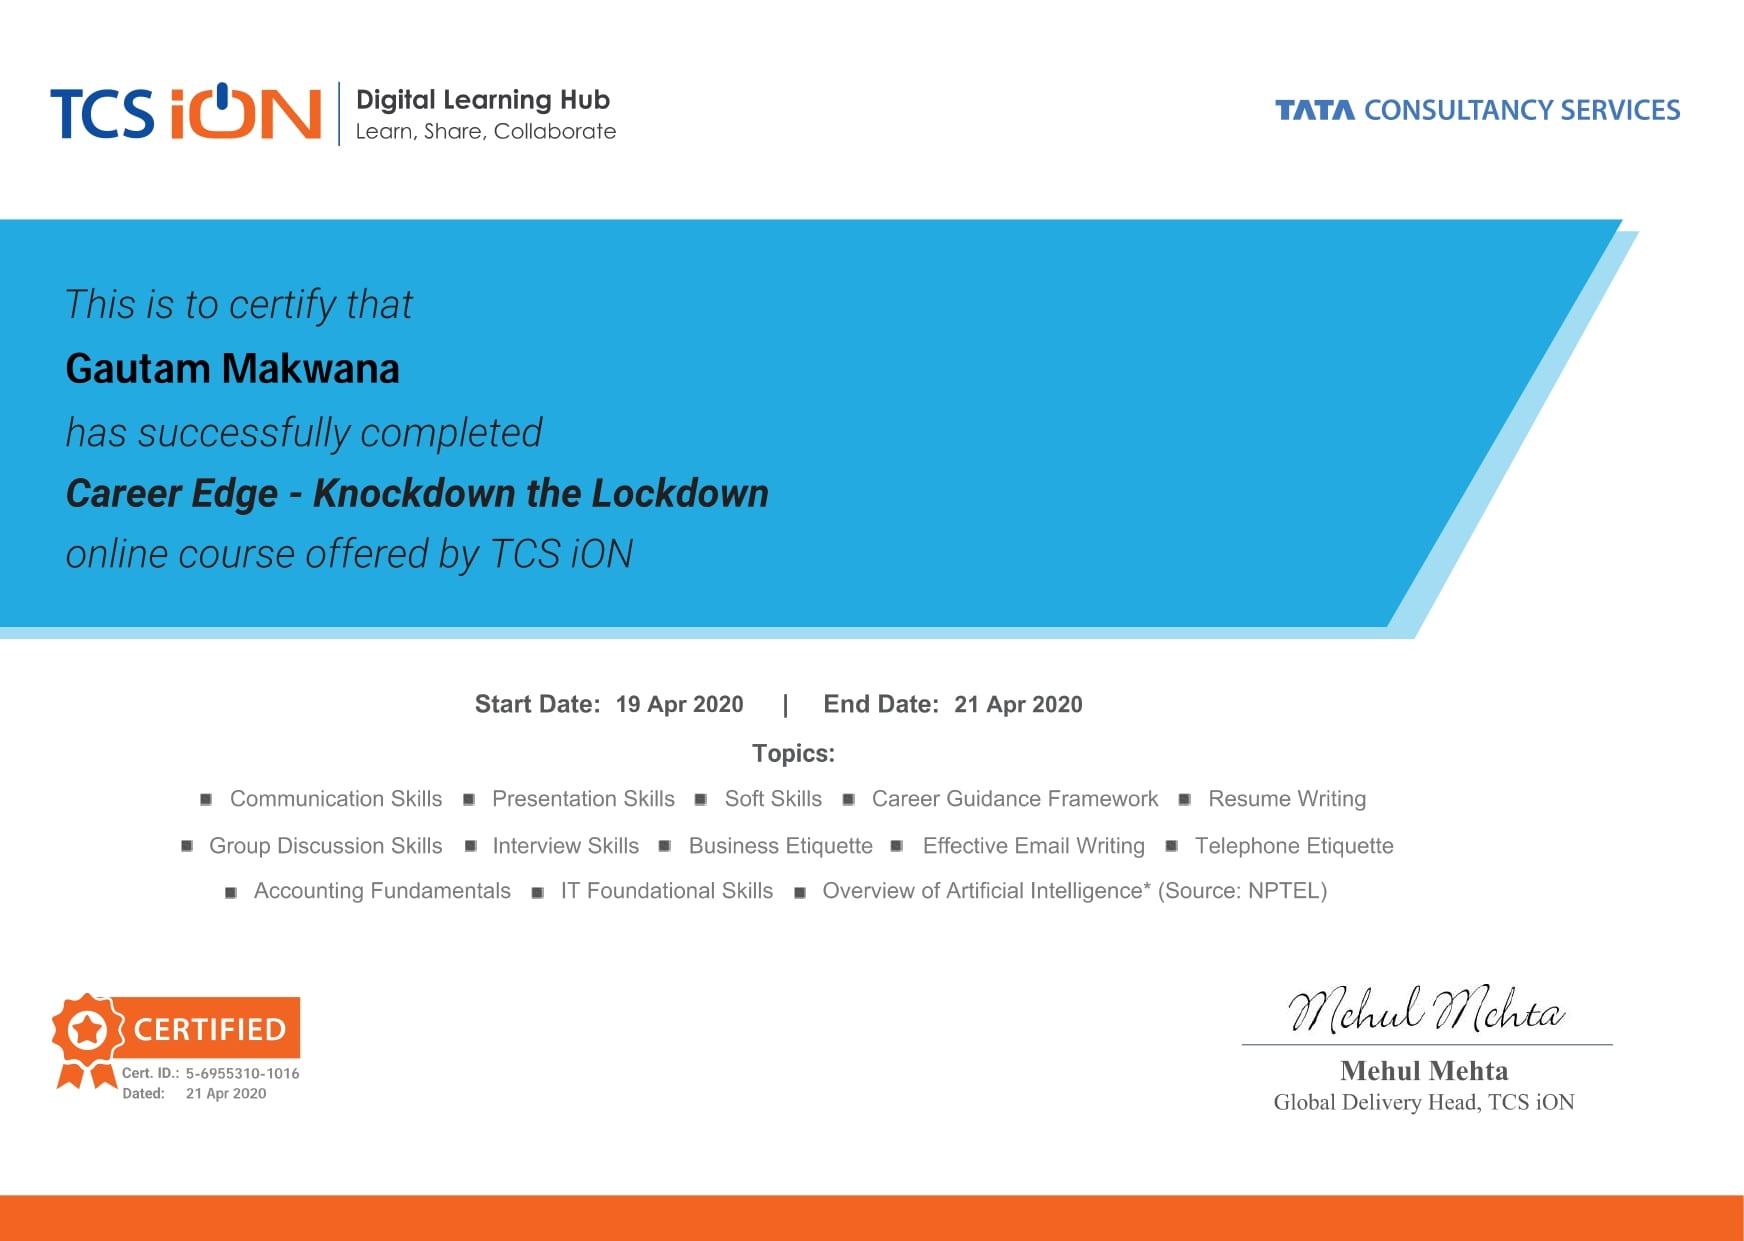 TCS iON | Digital Learning Hub
Learn, Share, Collaborate
TATA CONSULTANCY SERVICES
This is to certify that
Gautam Makwana
has successfully completed
Career Edge - Knockdown the Lockdown
online course offered by TCS iON
Start Date: 19 Apr 2020 | End Date: 21 Apr 2020
Topics:
▪ Communication Skills ▪ Presentation Skills ▪ Soft Skills ▪ Career Guidance Framework ▪ Resume Writing
▪ Group Discussion Skills ▪ Interview Skills ▪ Business Etiquette ▪ Effective Email Writing ▪ Telephone Etiquette
▪ Accounting Fundamentals ▪ IT Foundational Skills ▪ Overview of Artificial Intelligence* (Source: NPTEL)
CERTIFIED
Cert. ID.: 5-6955310-1016
Dated: 21 Apr 2020
Mehul Mehta
Mehul Mehta
Global Delivery Head, TCS iON